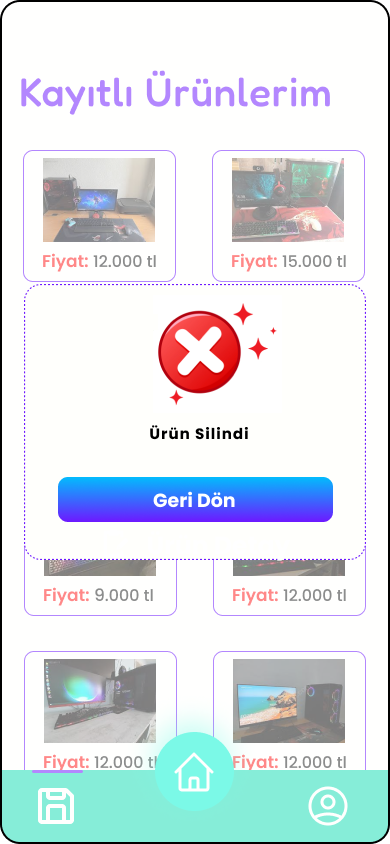 Kayıtlı Ürünlerim
Fiyat: 12.000 tl
Fiyat: 15.000 tl
Ürün Silindi
Geri Dön
Fiyat: 9.000 tl
Fiyat: 12.000 tl
Fiyat: 12.000 tl
Fiyat: 12.000 tl